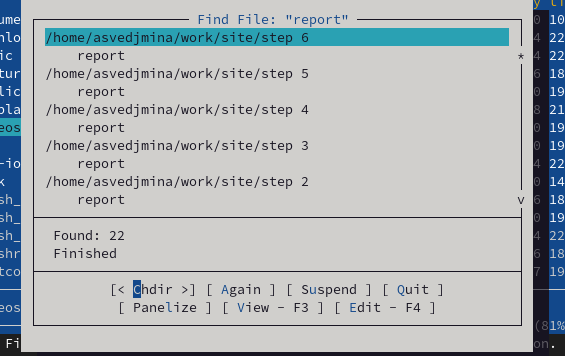 Find File: "report"
/home/asvedjmina/work/site/step 6
report
/home/asvedjmina/work/site/step 5
report
/home/asvedjmina/work/site/step 4
report
/home/asvedjmina/work/site/step 3
report
/home/asvedjmina/work/site/step 2
report
Found: 22
Finished
[< Chdir >] [ Again ] [ Suspend ] [ Quit ]
[ Panelize ] [ View - F3 ] [ Edit - F4 ]